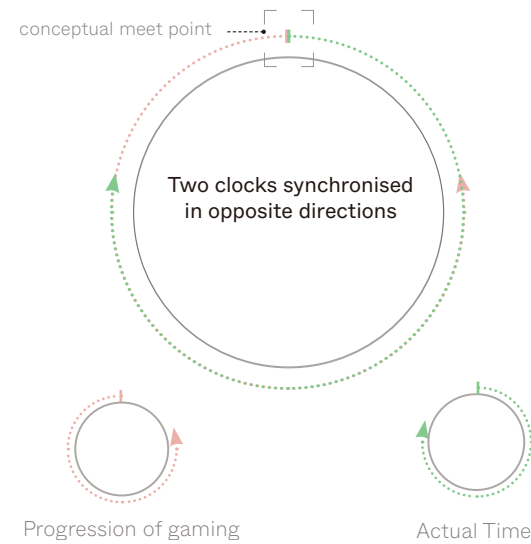 conceptual meet point
Two clocks synchronised
in opposite directions
Progression of gaming
Actual Time